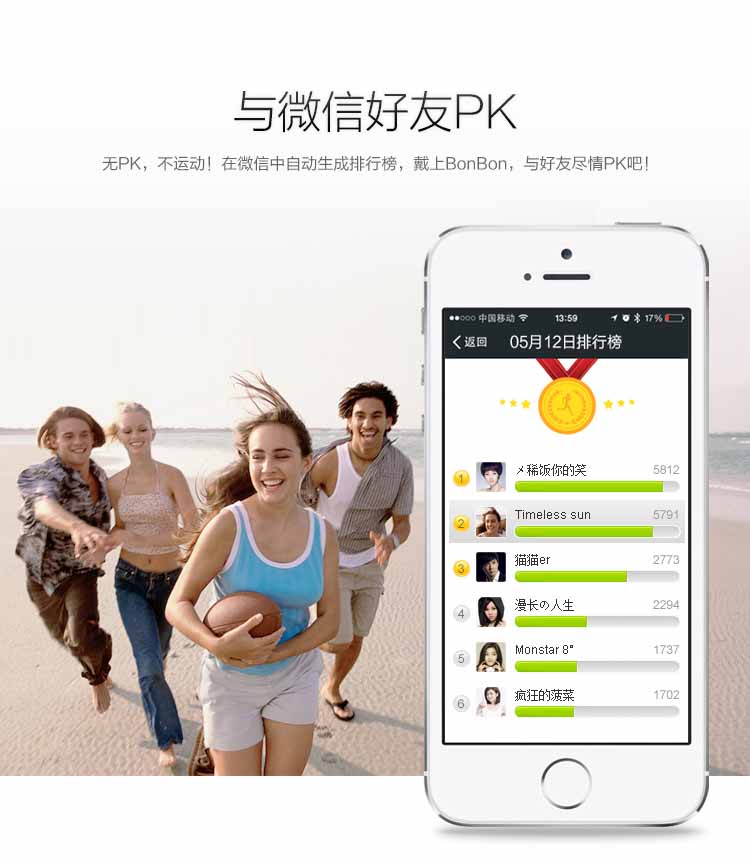 与微信好友PK
无PK，不运动！在微信中自动生成排行榜，戴上BonBon，与好友尽情PK吧！
中国移动 13:59 17%
返回 05月12日排行榜
1 メ稀饭你的笑 5812
2 Timeless sun 5791
3 猫猫er 2773
4 漫长の人生 2294
5 Monstar 8° 1737
6 疯狂的菠菜 1702